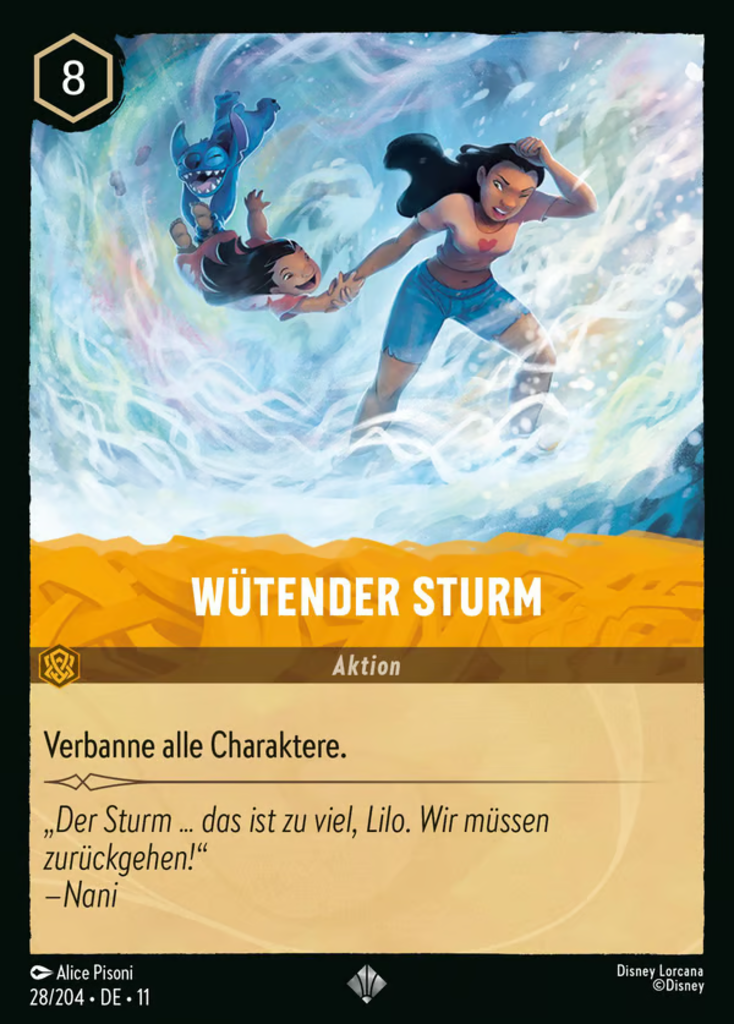 8
WÜTENDER STURM
Aktion
Verbanne alle Charaktere.
„Der Sturm ... das ist zu viel, Lilo. Wir müssen
zurückgehen!“
—Nani
Alice Pisoni
Disney Lorcana
28/204 • DE • 11
©Disney